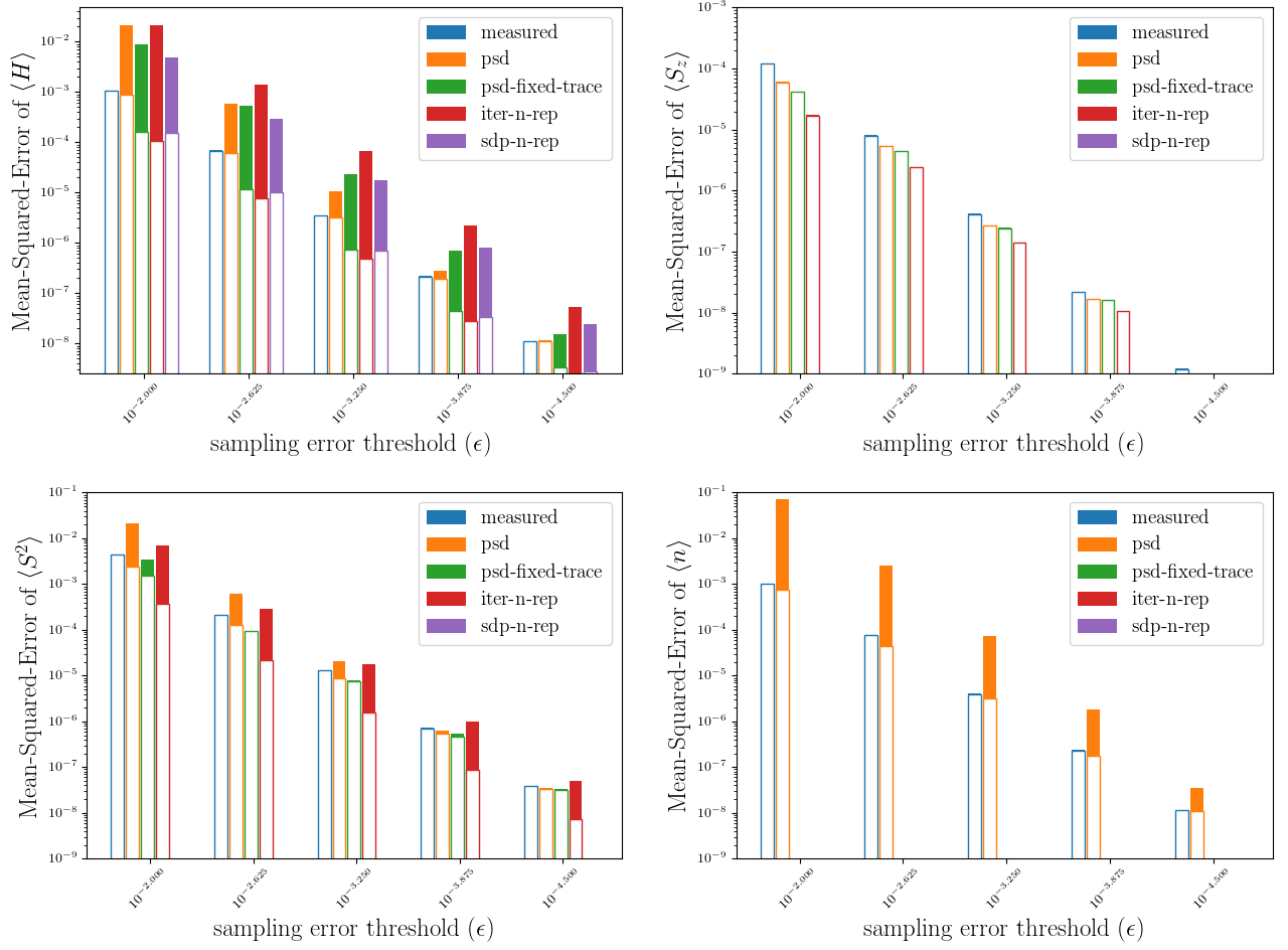 Mean-Squared-Error of ⟨H⟩
10⁻²
10⁻³
10⁻⁴
10⁻⁵
10⁻⁶
10⁻⁷
10⁻⁸
measured
psd
psd-fixed-trace
iter-n-rep
sdp-n-rep
10⁻²·⁰⁰⁰
10⁻²·⁶²⁵
10⁻³·²⁵⁰
10⁻³·⁸⁷⁵
10⁻⁴·⁵⁰⁰
sampling error threshold (ϵ)
Mean-Squared-Error of ⟨S_z⟩
10⁻³
10⁻⁴
10⁻⁵
10⁻⁶
10⁻⁷
10⁻⁸
10⁻⁹
measured
psd
psd-fixed-trace
iter-n-rep
sdp-n-rep
10⁻²·⁰⁰⁰
10⁻²·⁶²⁵
10⁻³·²⁵⁰
10⁻³·⁸⁷⁵
10⁻⁴·⁵⁰⁰
sampling error threshold (ϵ)
Mean-Squared-Error of ⟨S²⟩
10⁻¹
10⁻²
10⁻³
10⁻⁴
10⁻⁵
10⁻⁶
10⁻⁷
10⁻⁸
10⁻⁹
measured
psd
psd-fixed-trace
iter-n-rep
sdp-n-rep
10⁻²·⁰⁰⁰
10⁻²·⁶²⁵
10⁻³·²⁵⁰
10⁻³·⁸⁷⁵
10⁻⁴·⁵⁰⁰
sampling error threshold (ϵ)
Mean-Squared-Error of ⟨n⟩
10⁻¹
10⁻²
10⁻³
10⁻⁴
10⁻⁵
10⁻⁶
10⁻⁷
10⁻⁸
10⁻⁹
measured
psd
psd-fixed-trace
iter-n-rep
sdp-n-rep
10⁻²·⁰⁰⁰
10⁻²·⁶²⁵
10⁻³·²⁵⁰
10⁻³·⁸⁷⁵
10⁻⁴·⁵⁰⁰
sampling error threshold (ϵ)